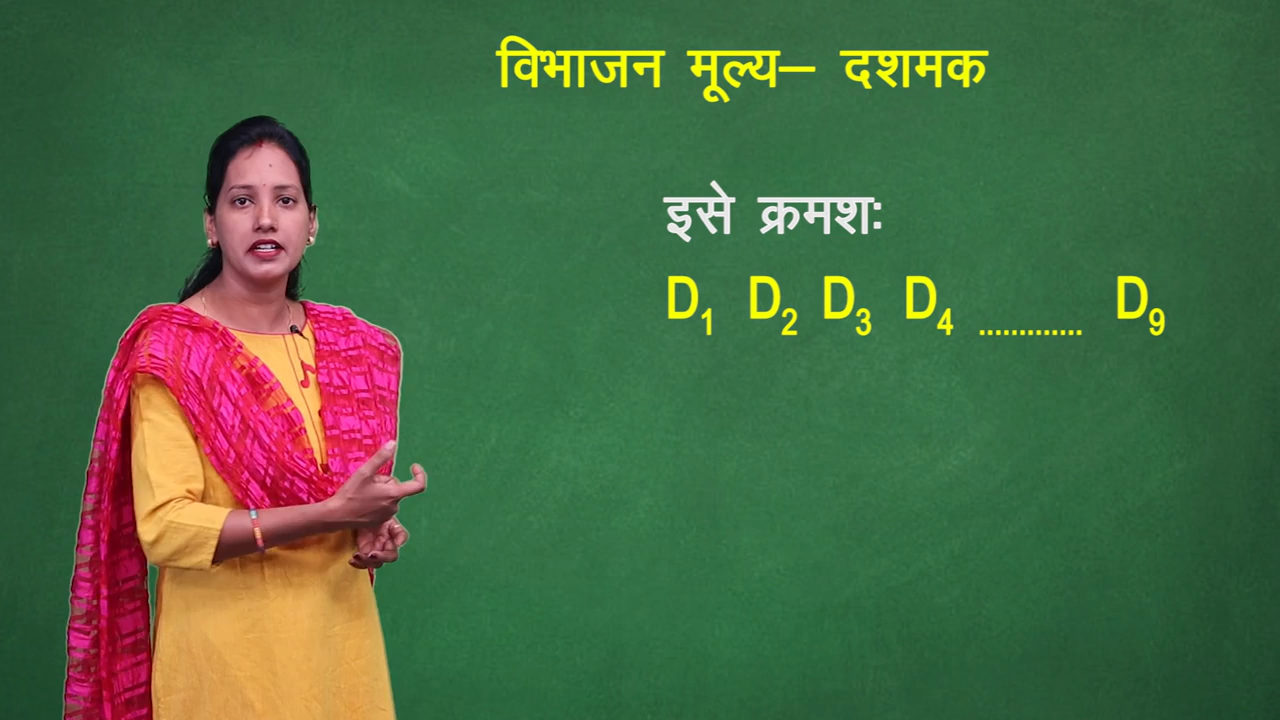 विभाजन मूल्य– दशमक
इसे क्रमशः
D₁ D₂ D₃ D₄ ............. D₉